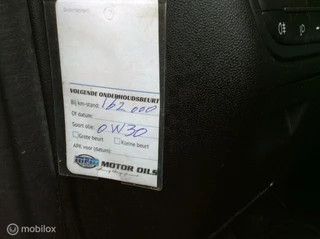 VOLGENDE ONDERHOUDSBEURT
Bij km-stand: 162 000
Of datum:
Soort olie: 0W30
Grote beurt Kleine beurt
APK voor (datum):
MOTOR OILS
© mobilox